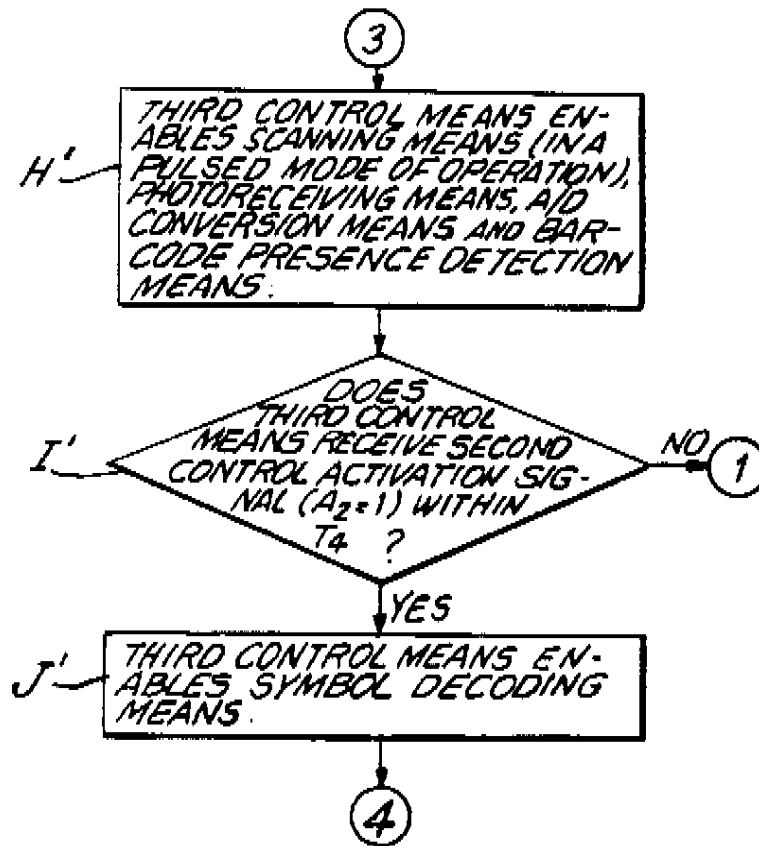 3
THIRD CONTROL MEANS EN-
ABLES SCANNING MEANS (IN A
PULSED MODE OF OPERATION),
PHOTORECEIVING MEANS, A/D
CONVERSION MEANS AND BAR-
CODE PRESENCE DETECTION
MEANS.
H'
DOES
THIRD CONTROL
MEANS RECEIVE SECOND
CONTROL ACTIVATION SIG-
NAL (A2=1) WITHIN
T4 ?
I'
NO
1
YES
THIRD CONTROL MEANS EN-
ABLES SYMBOL DECODING
MEANS.
J'
4